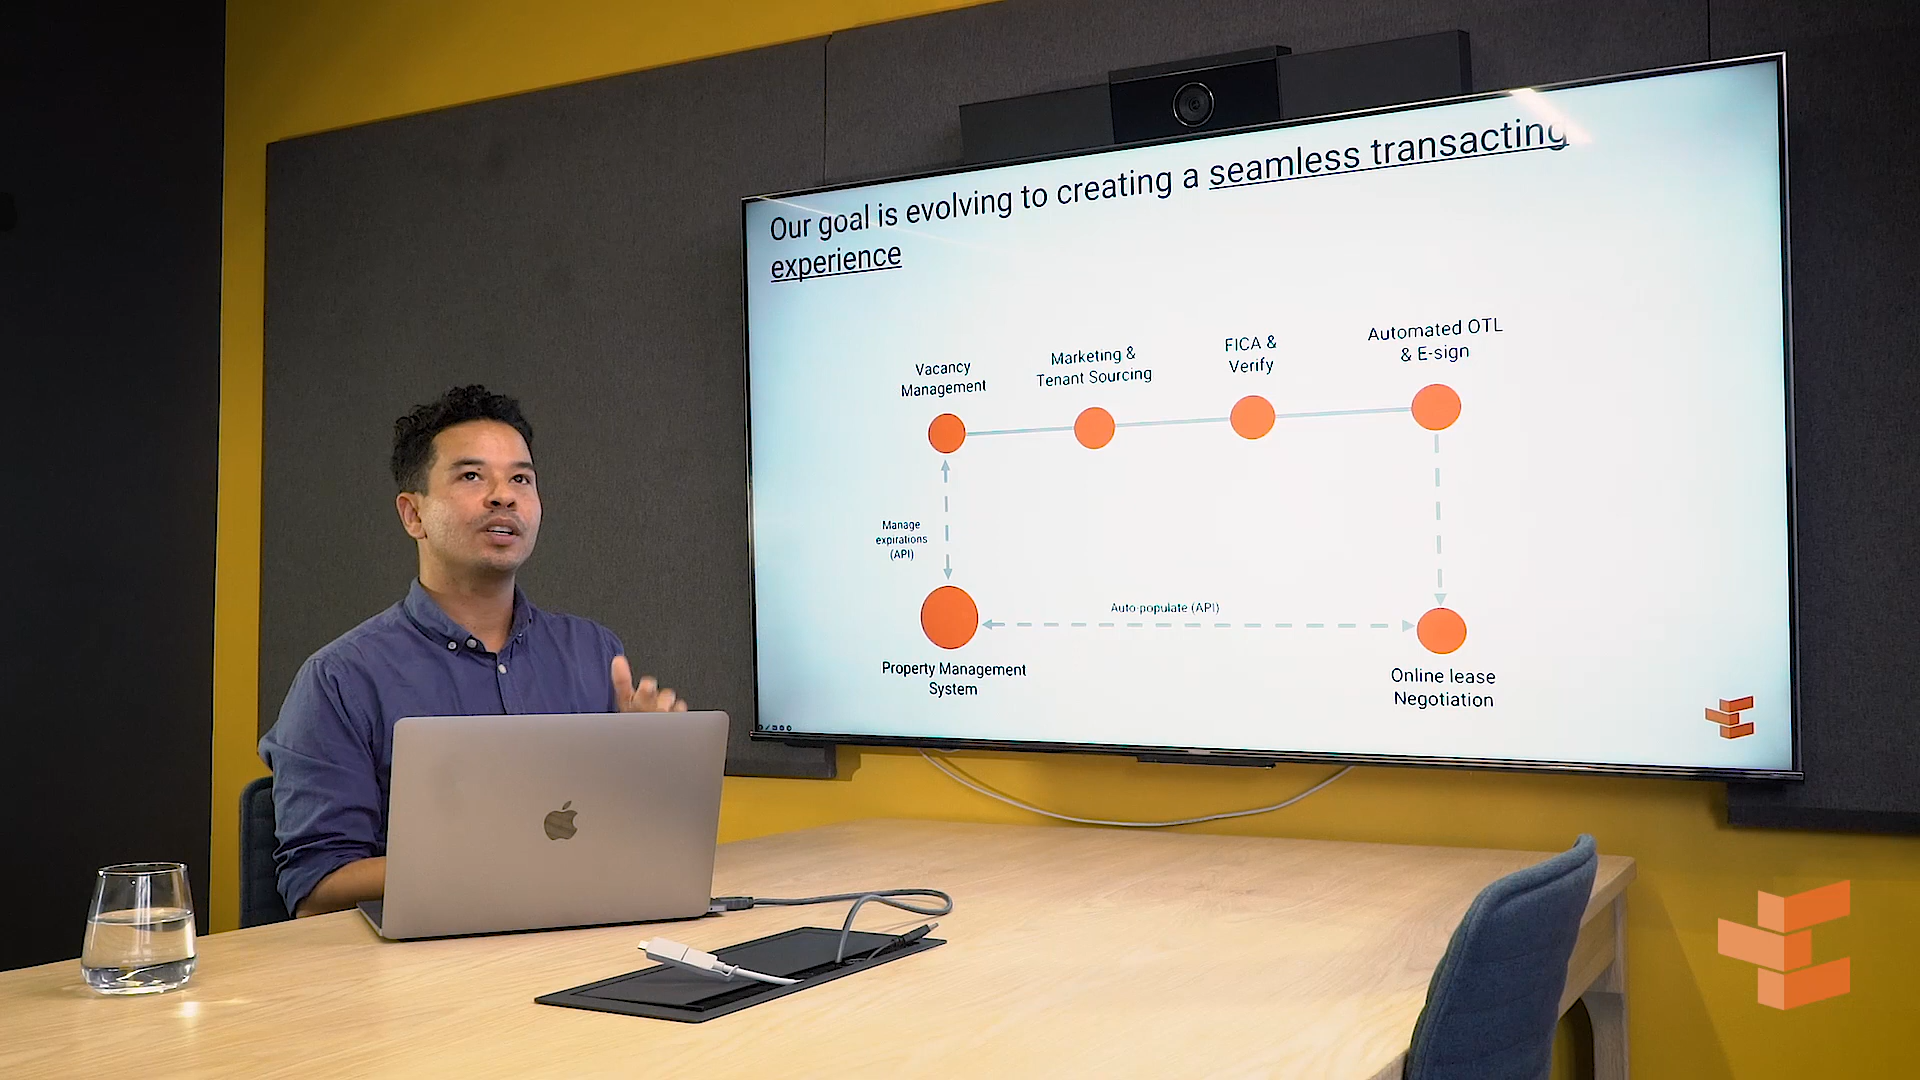 Our goal is evolving to creating a seamless transacting
experience
Vacancy
Management
Marketing &
Tenant Sourcing
FICA &
Verify
Automated OTL
& E-sign
Manage
expirations
(API)
Auto-populate (API)
Property Management
System
Online lease
Negotiation